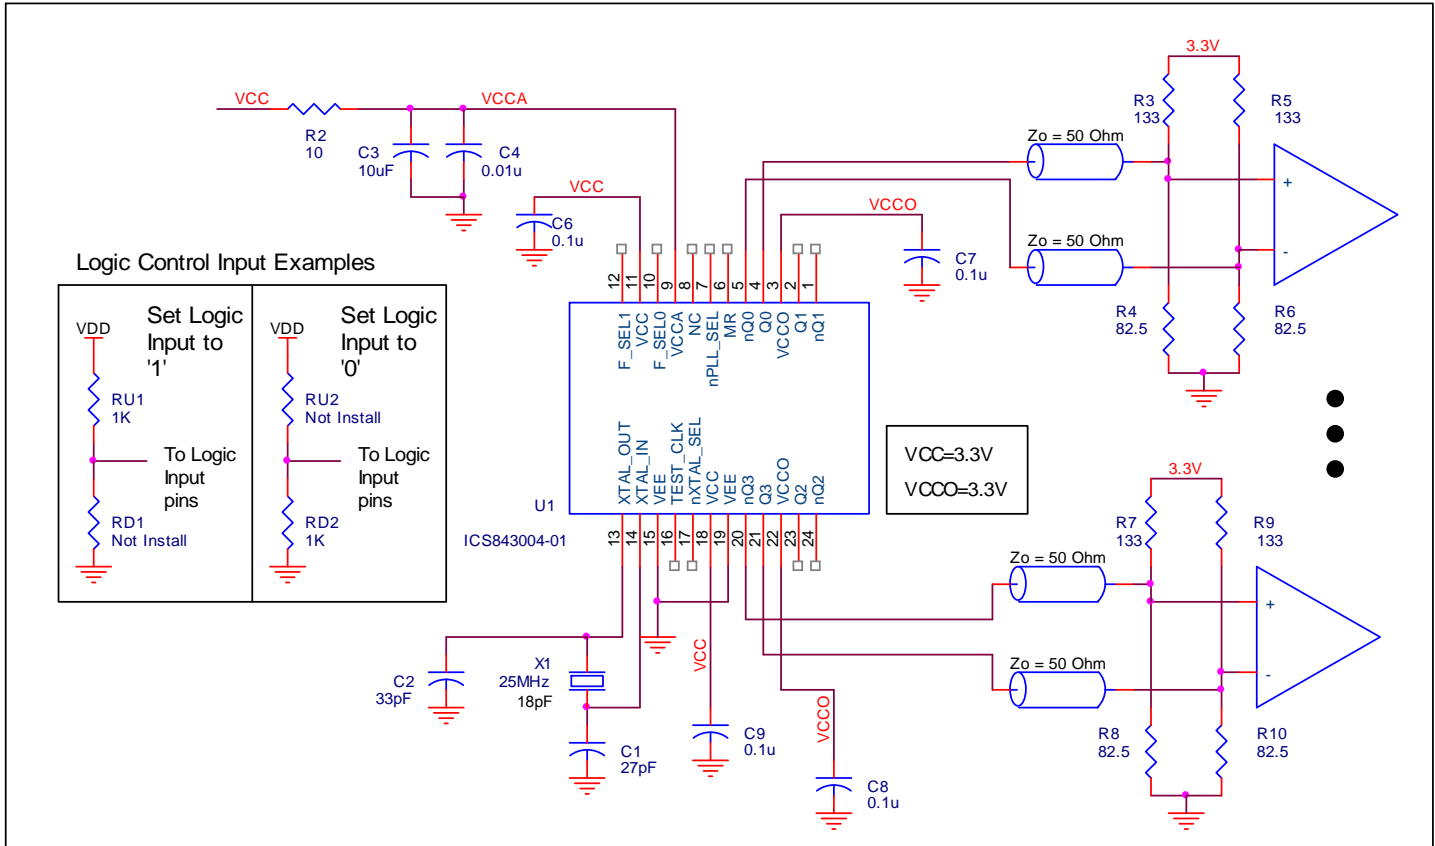 3.3V
VCC
VCCA
R2
10
C3
10uF
C4
0.01u
R3
133
R5
133
Zo = 50 Ohm
+
-
Zo = 50 Ohm
R4
82.5
R6
82.5
VCC
C6
0.1u
VCCO
C7
0.1u
12
11
10
9
8
7
6
5
4
3
2
1
F_SEL1
VCC
F_SEL0
VCCA
NC
nPLL_SEL
MR
nQ0
Q0
VCCO
Q1
nQ1
Logic Control Input Examples
VDD
Set Logic
Input to
'1'
RU1
1K
To Logic
Input
pins
RD1
Not Install
VDD
Set Logic
Input to
'0'
RU2
Not Install
To Logic
Input
pins
RD2
1K
XTAL_OUT
XTAL_IN
VEE
TEST_CLK
nXTAL_SEL
VCC
VEE
nQ3
Q3
VCCO
Q2
nQ2
U1
ICS843004-01
13
14
15
16
17
18
19
20
21
22
23
24
VCC=3.3V
VCCO=3.3V
3.3V
R7
133
R9
133
Zo = 50 Ohm
+
-
Zo = 50 Ohm
R8
82.5
R10
82.5
C2
33pF
X1
25MHz
18pF
C1
27pF
VCC
C9
0.1u
VCCO
C8
0.1u